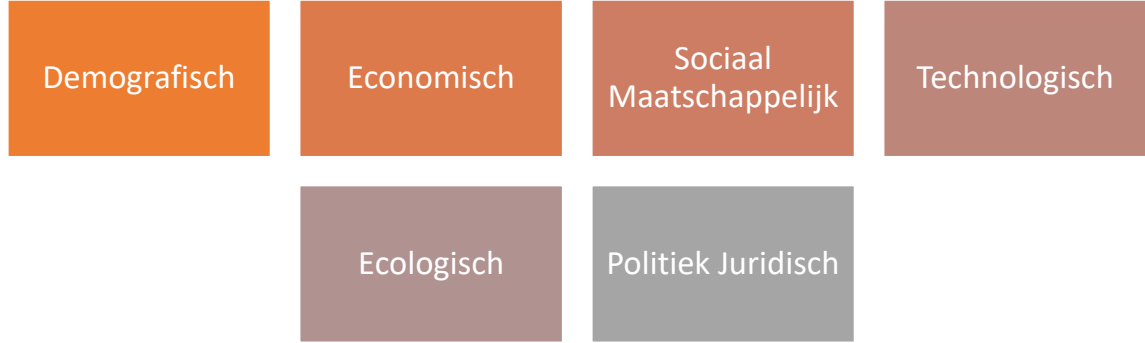 Demografisch
Economisch
Sociaal
Maatschappelijk
Technologisch
Ecologisch
Politiek Juridisch